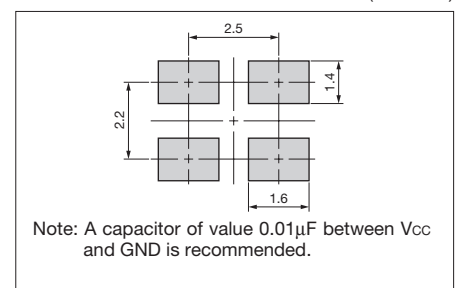 2.5
1.4
2.2
1.6
Note: A capacitor of value 0.01μF between Vcc
and GND is recommended.